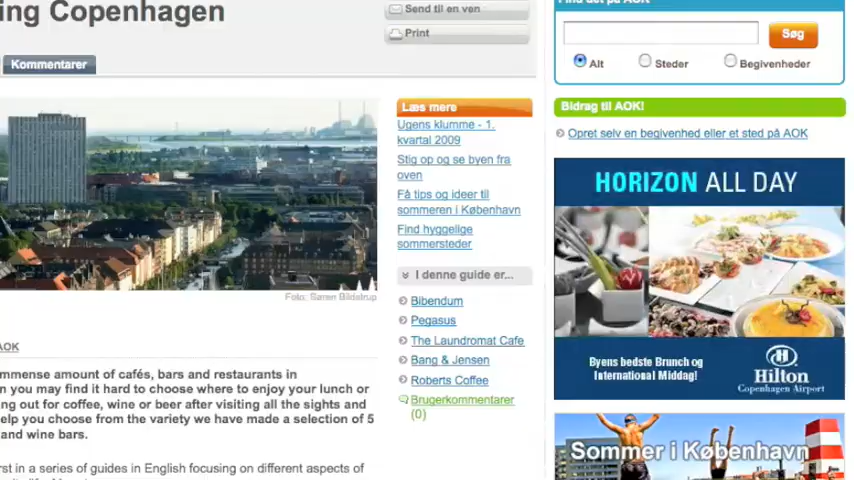 ing Copenhagen
Send til en ven
Print
Kommentarer
Søg
Alt
Steder
Begivenheder
Bidrag til AOK!
Opret selv en begivenhed eller et sted på AOK
Læs mere
Ugens klumme - 1.
kvartal 2009
Stig op og se byen fra
oven
Få tips og ideer til
sommeren i København
Find hyggelige
sommersteder
I denne guide er...
Bibendum
Pegasus
The Laundromat Cafe
Bang & Jensen
Roberts Coffee
Brugerkommentarer
(0)
Foto: Søren Bildstrup
AOK
mmense amount of cafés, bars and restaurants in
n you may find it hard to choose where to enjoy your lunch or
ng out for coffee, wine or beer after visiting all the sights and
elp you choose from the variety we have made a selection of 5
and wine bars.
rst in a series of guides in English focusing on different aspects of
HORIZON ALL DAY
Byens bedste Brunch og
International Middag!
Hilton
Copenhagen Airport
Sommer i København